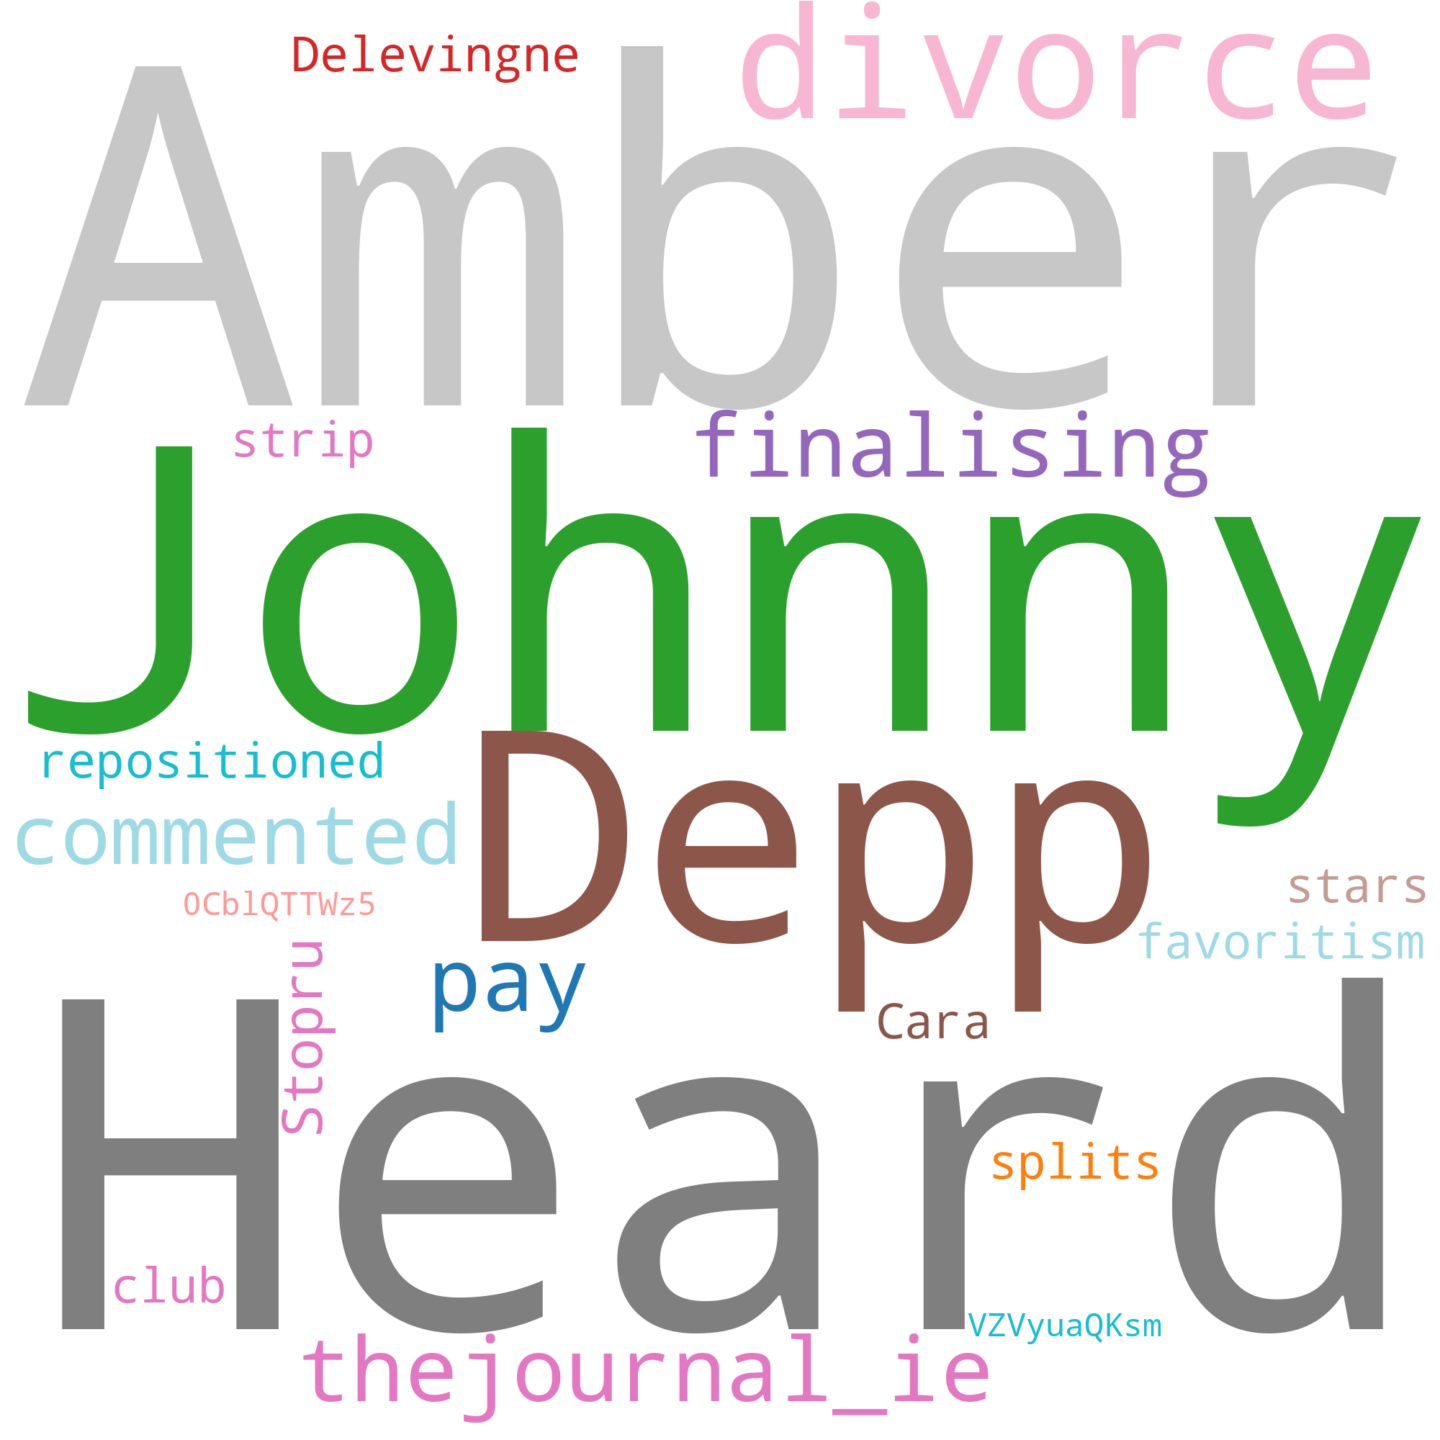 Delevingne
divorce
Amber
strip
finalising
Johnny
repositioned
Depp
commented
stars
0CblQTTWz5
favoritism
Stopru
pay
Cara
Heard
splits
club
VZVyuaQKsm
thejournal_ie